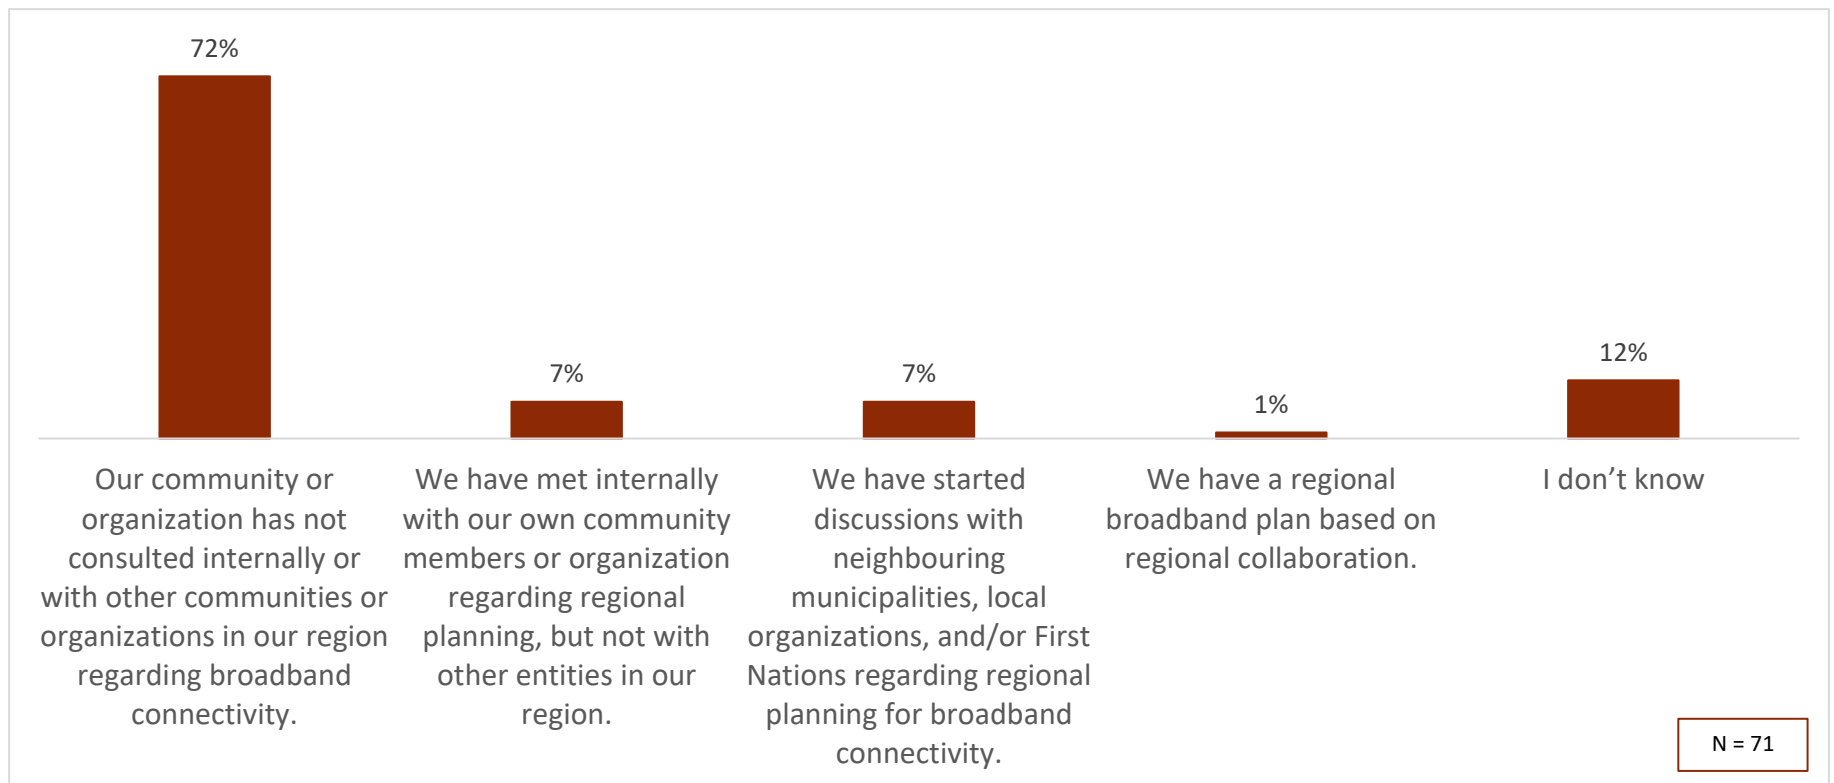 72%
7%
7%
1%
12%
Our community or
organization has not
consulted internally or
with other communities or
organizations in our region
regarding broadband
connectivity.
We have met internally
with our own community
members or organization
regarding regional
planning, but not with
other entities in our
region.
We have started
discussions with
neighbouring
municipalities, local
organizations, and/or First
Nations regarding regional
planning for broadband
connectivity.
We have a regional
broadband plan based on
regional collaboration.
I don’t know
N = 71